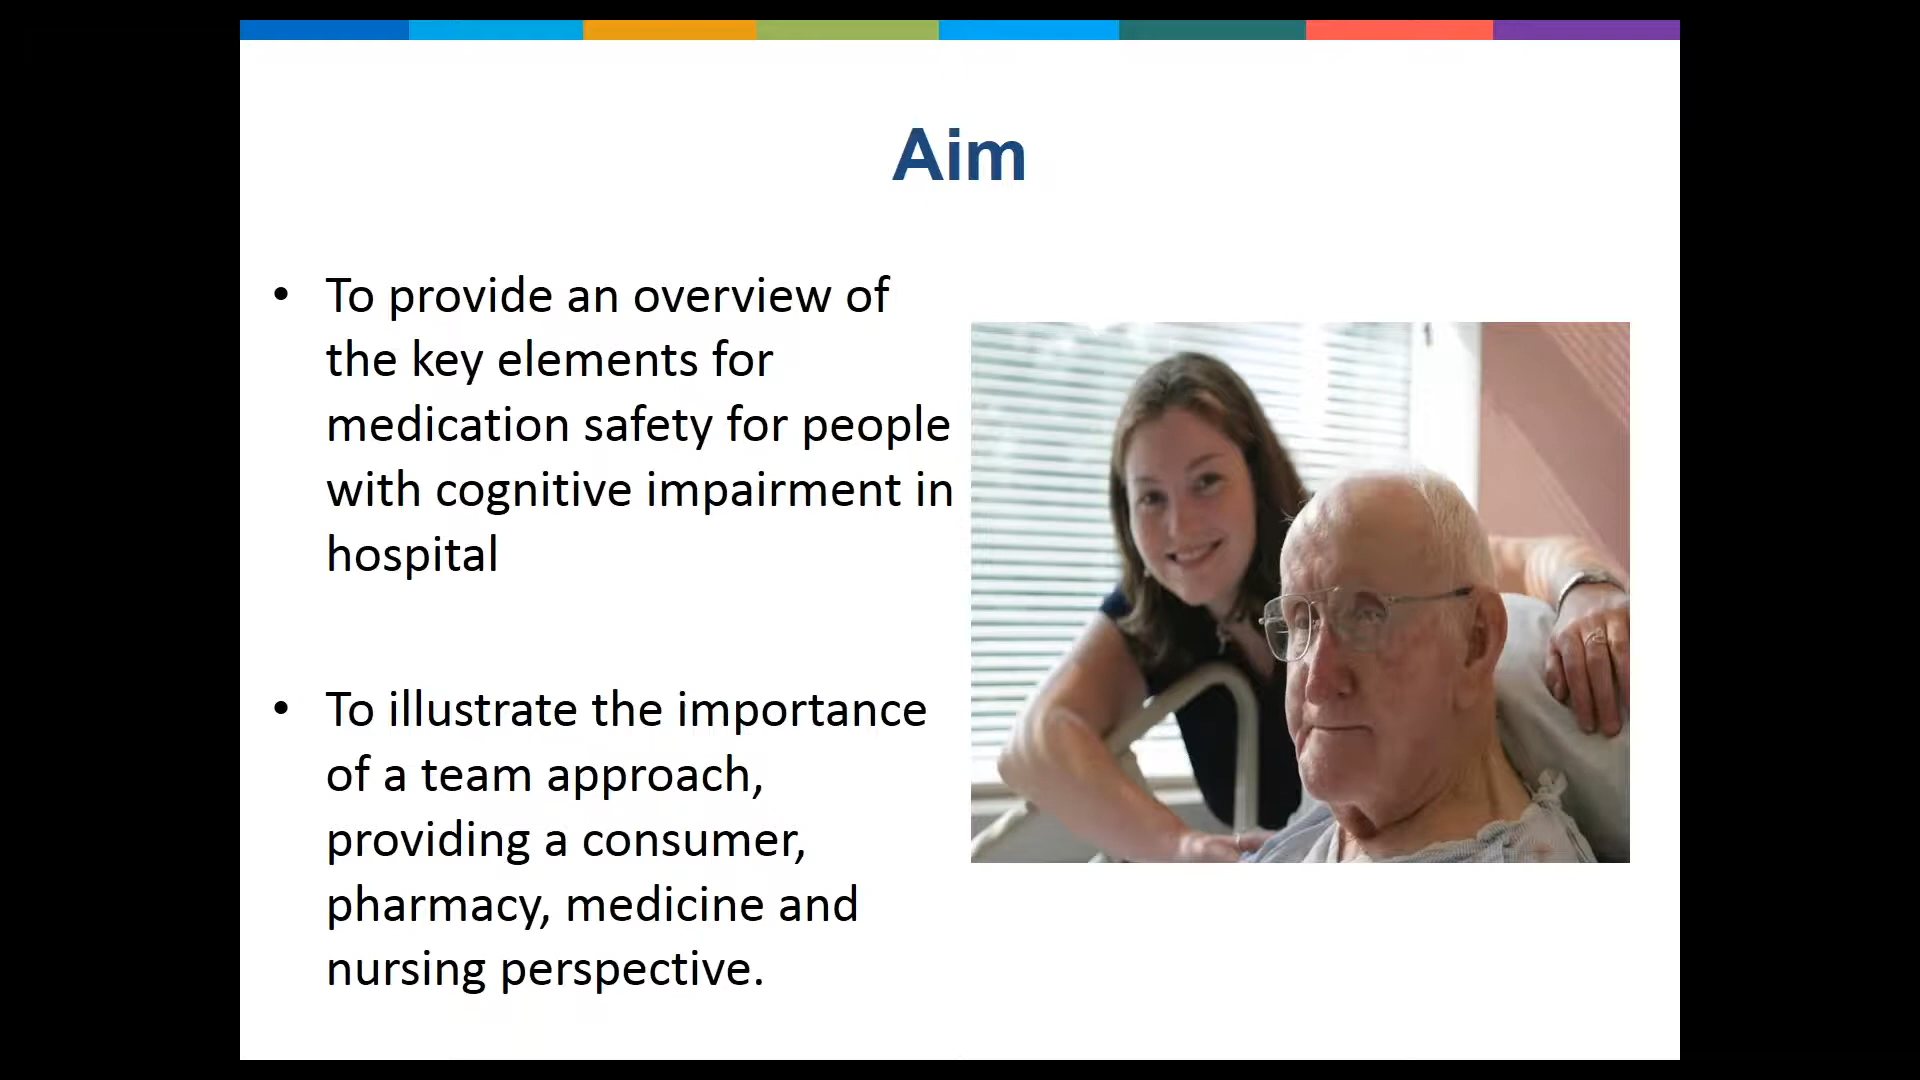 Aim
• To provide an overview of
the key elements for
medication safety for people
with cognitive impairment in
hospital
• To illustrate the importance
of a team approach,
providing a consumer,
pharmacy, medicine and
nursing perspective.